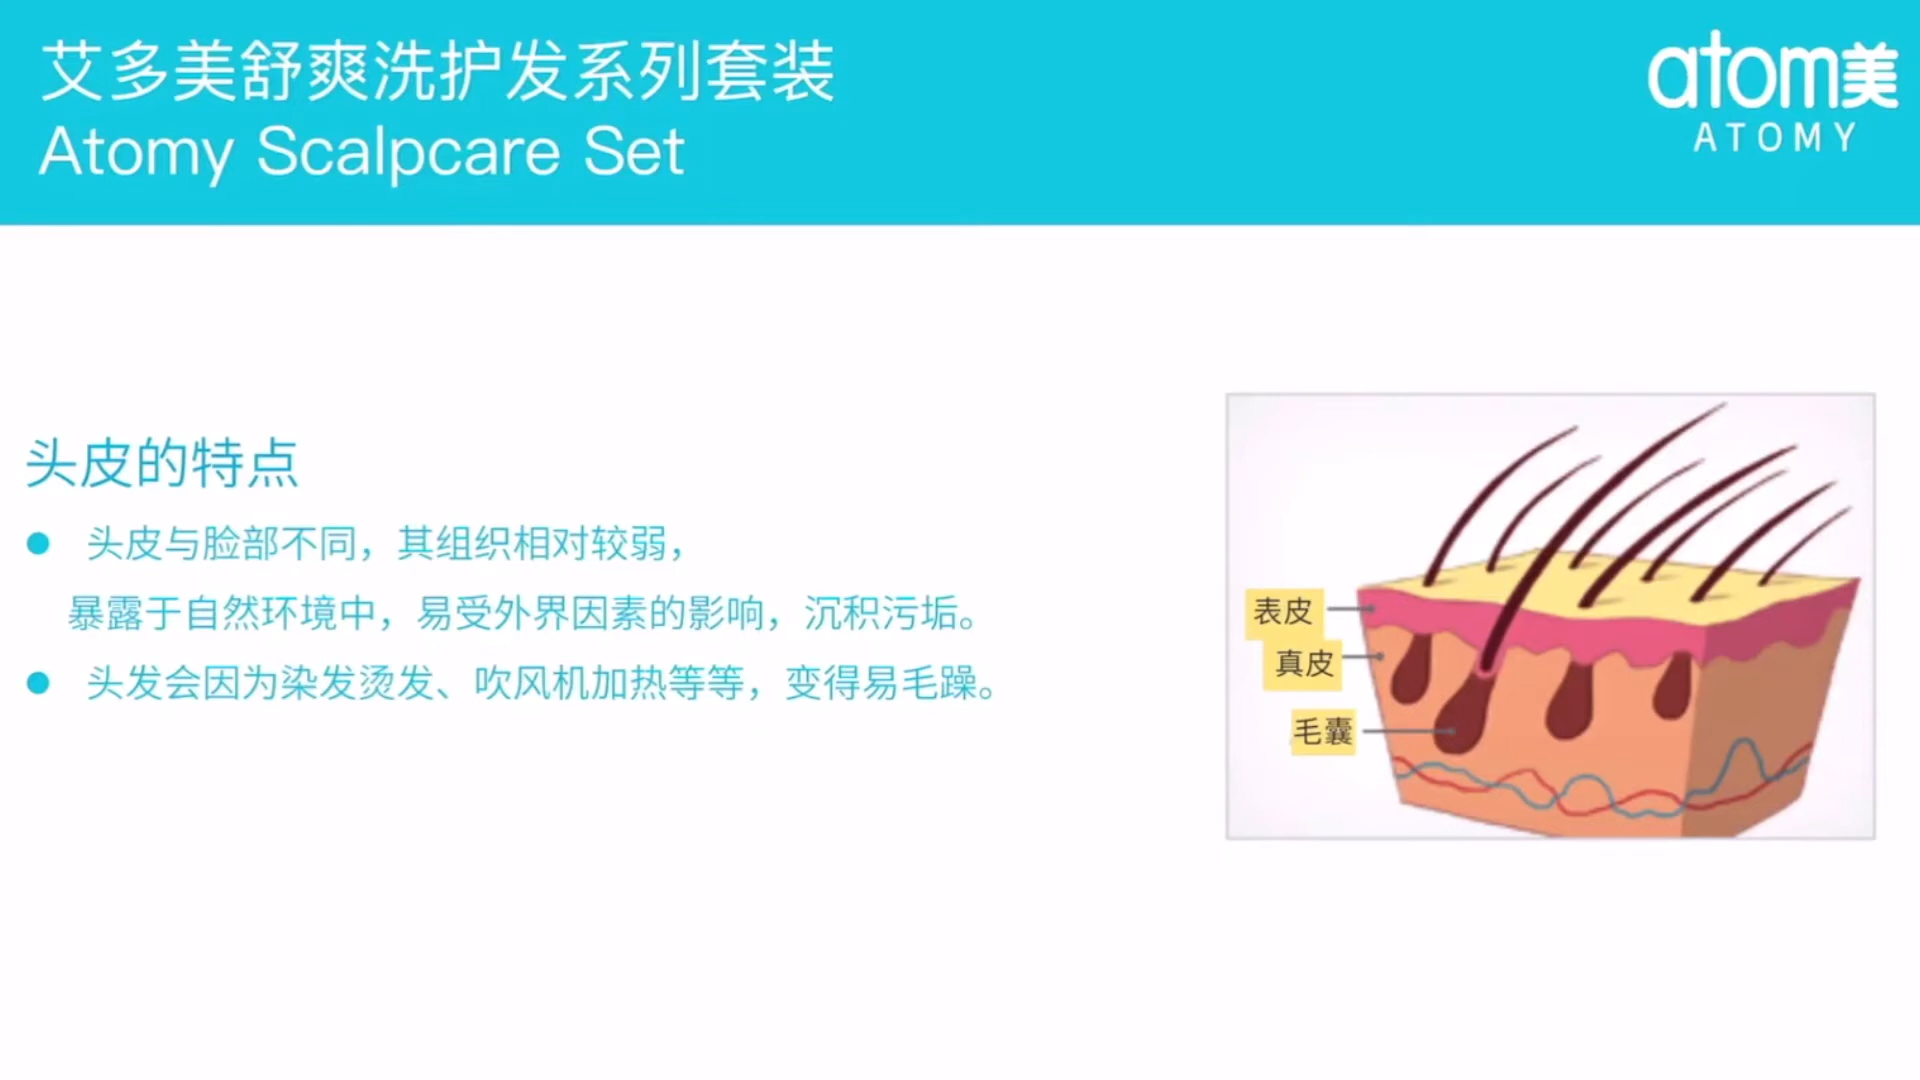 艾多美舒爽洗护发系列套装
Atomy Scalpcare Set
atom美
ATOMY
头皮的特点
● 头皮与脸部不同，其组织相对较弱，
暴露于自然环境中，易受外界因素的影响，沉积污垢。
● 头发会因为染发烫发、吹风机加热等等，变得易毛躁。
表皮
真皮
毛囊